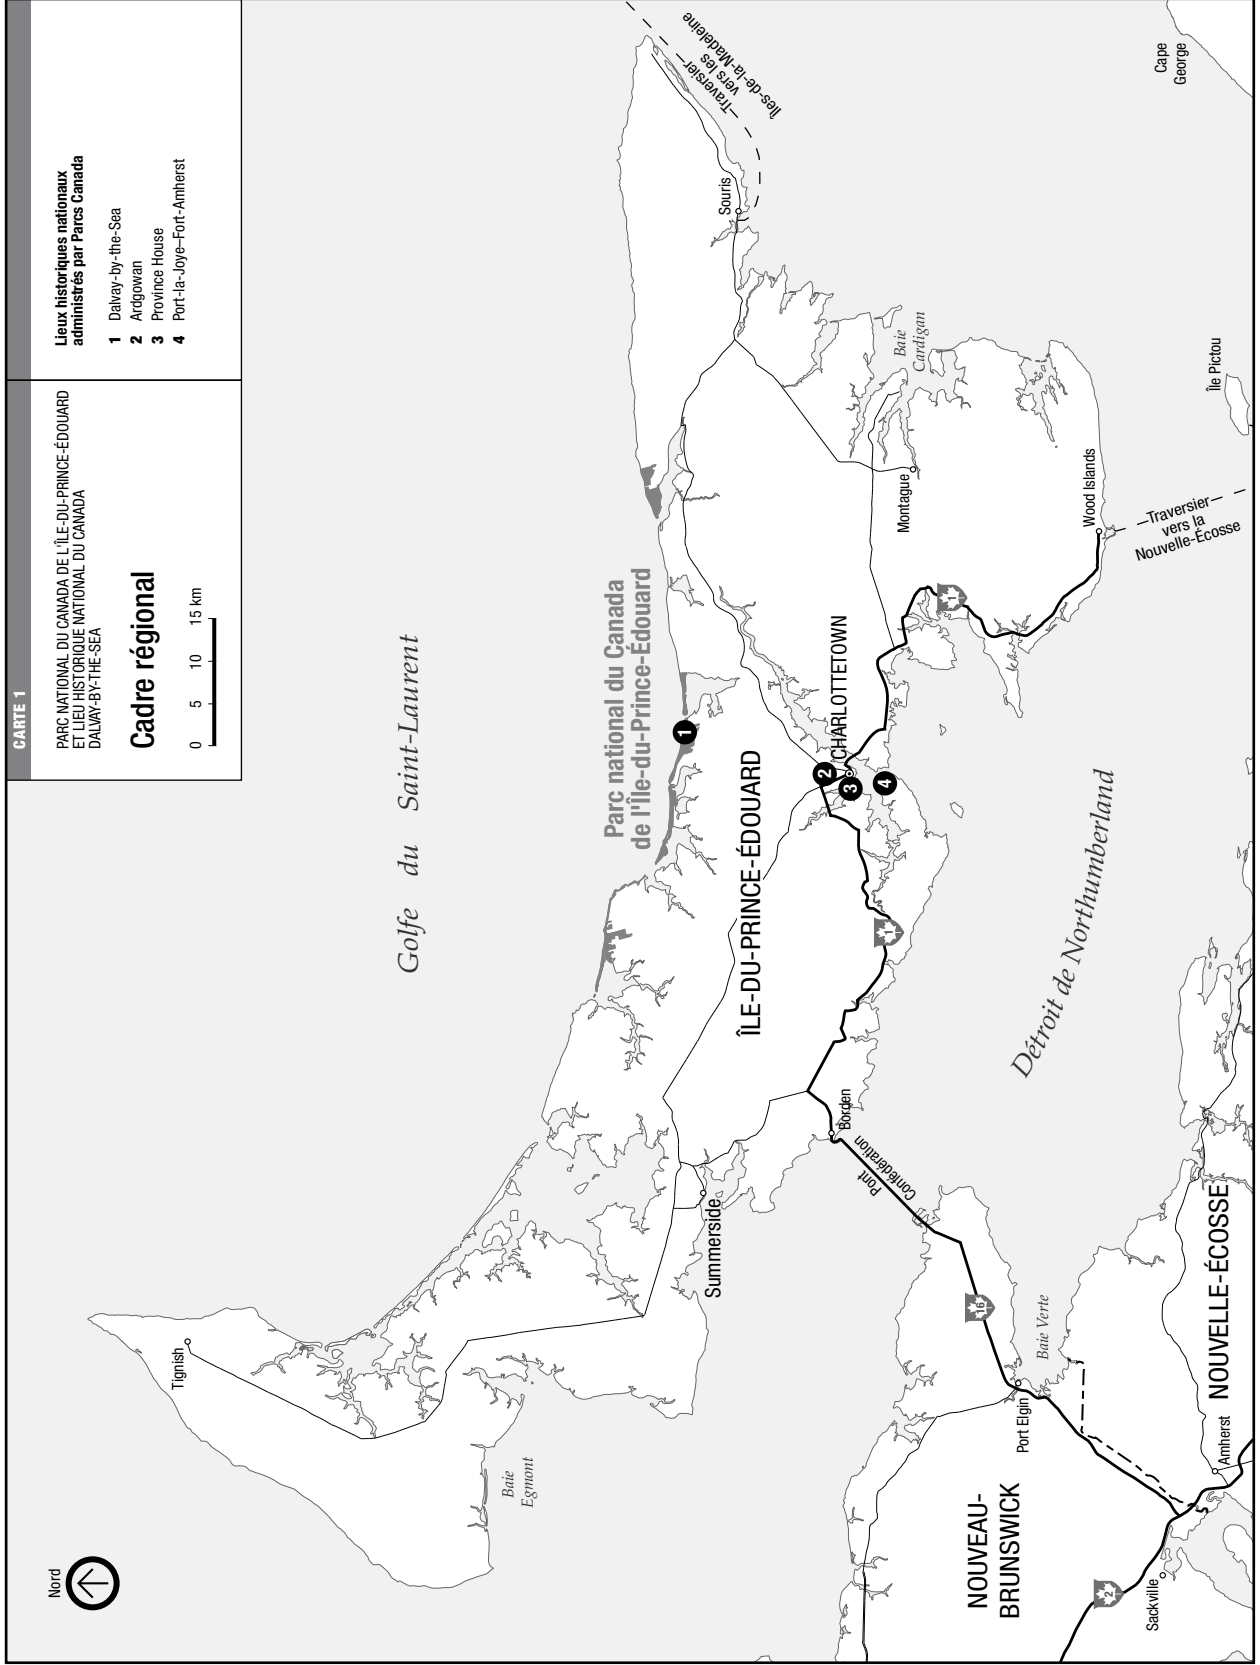 CARTE 1
PARC NATIONAL DU CANADA DE L'ÎLE-DU-PRINCE-ÉDOUARD
ET LIEU HISTORIQUE NATIONAL DU CANADA
DALVAY-BY-THE-SEA
Cadre régional
0 5 10 15 km
Lieux historiques nationaux
administrés par Parcs Canada
1 Dalvay-by-the-Sea
2 Ardgowan
3 Province House
4 Port-la-Joye–Fort-Amherst
Nord
Golfe du Saint-Laurent
Tignish
Baie
Egmont
Parc national du Canada
de l'Île-du-Prince-Édouard
1
ÎLE-DU-PRINCE-ÉDOUARD
Summerside
2
CHARLOTTETOWN
3
4
1
Souris
Traversier
vers les
Îles-de-la-Madeleine
Baie
Cardigan
Montague
1
Wood Islands
Traversier
vers la
Nouvelle-Écosse
Borden
Pont
Confédération
Détroit de Northumberland
16
Baie Verte
Port Elgin
NOUVEAU-
BRUNSWICK
2
Sackville
Amherst
NOUVELLE-ÉCOSSE
Île Pictou
Cape
George